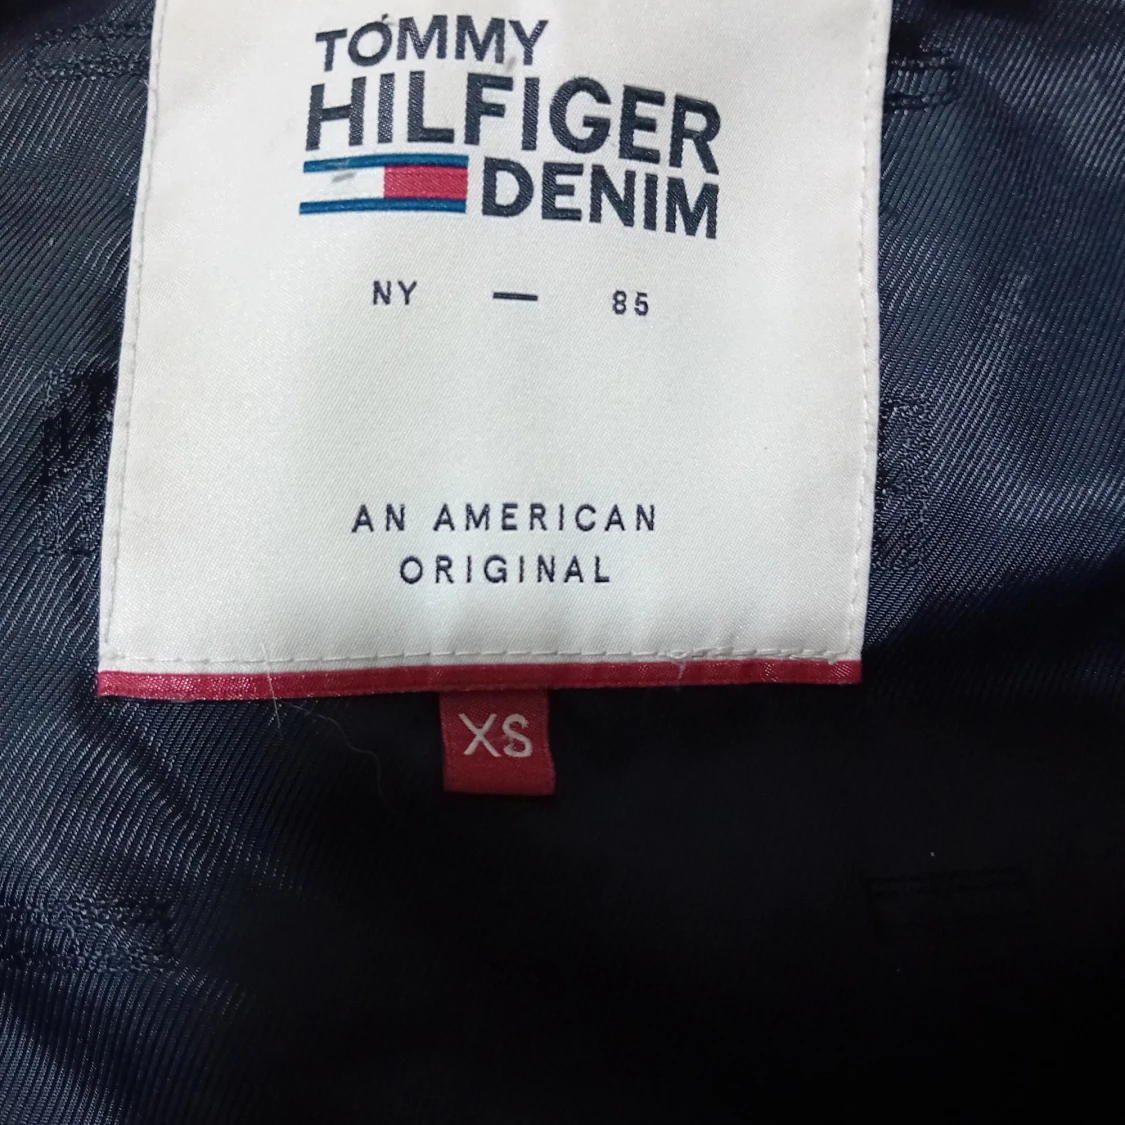 TOMMY
HILFIGER
DENIM
NY — 85
AN AMERICAN
ORIGINAL
XS